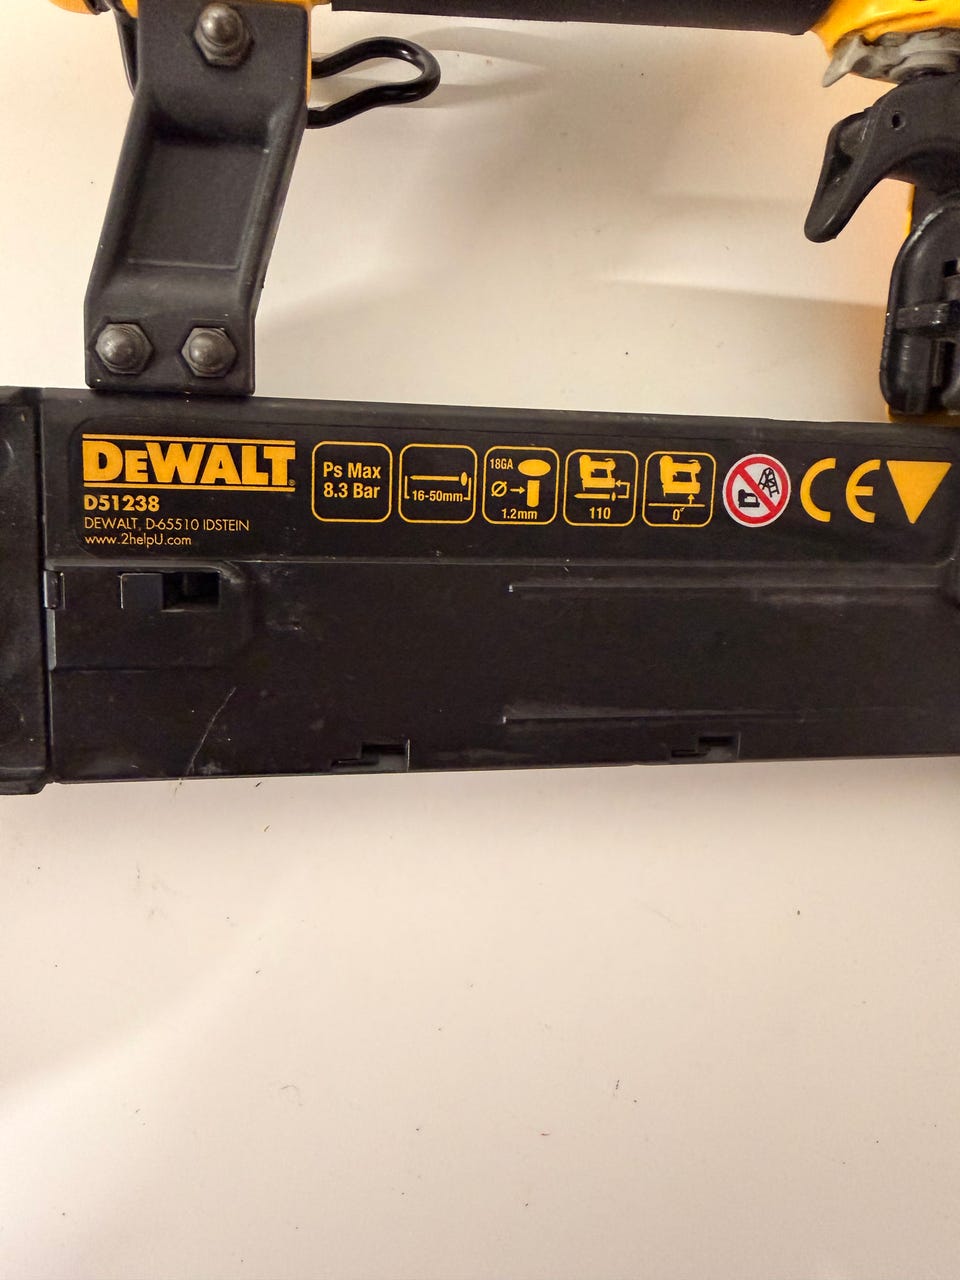 DEWALT®
D51238
DEWALT, D-65510 IDSTEIN
www.2helpU.com
Ps Max
8.3 Bar
16-50mm
18GA
Ø
1.2mm
110
0°
CE